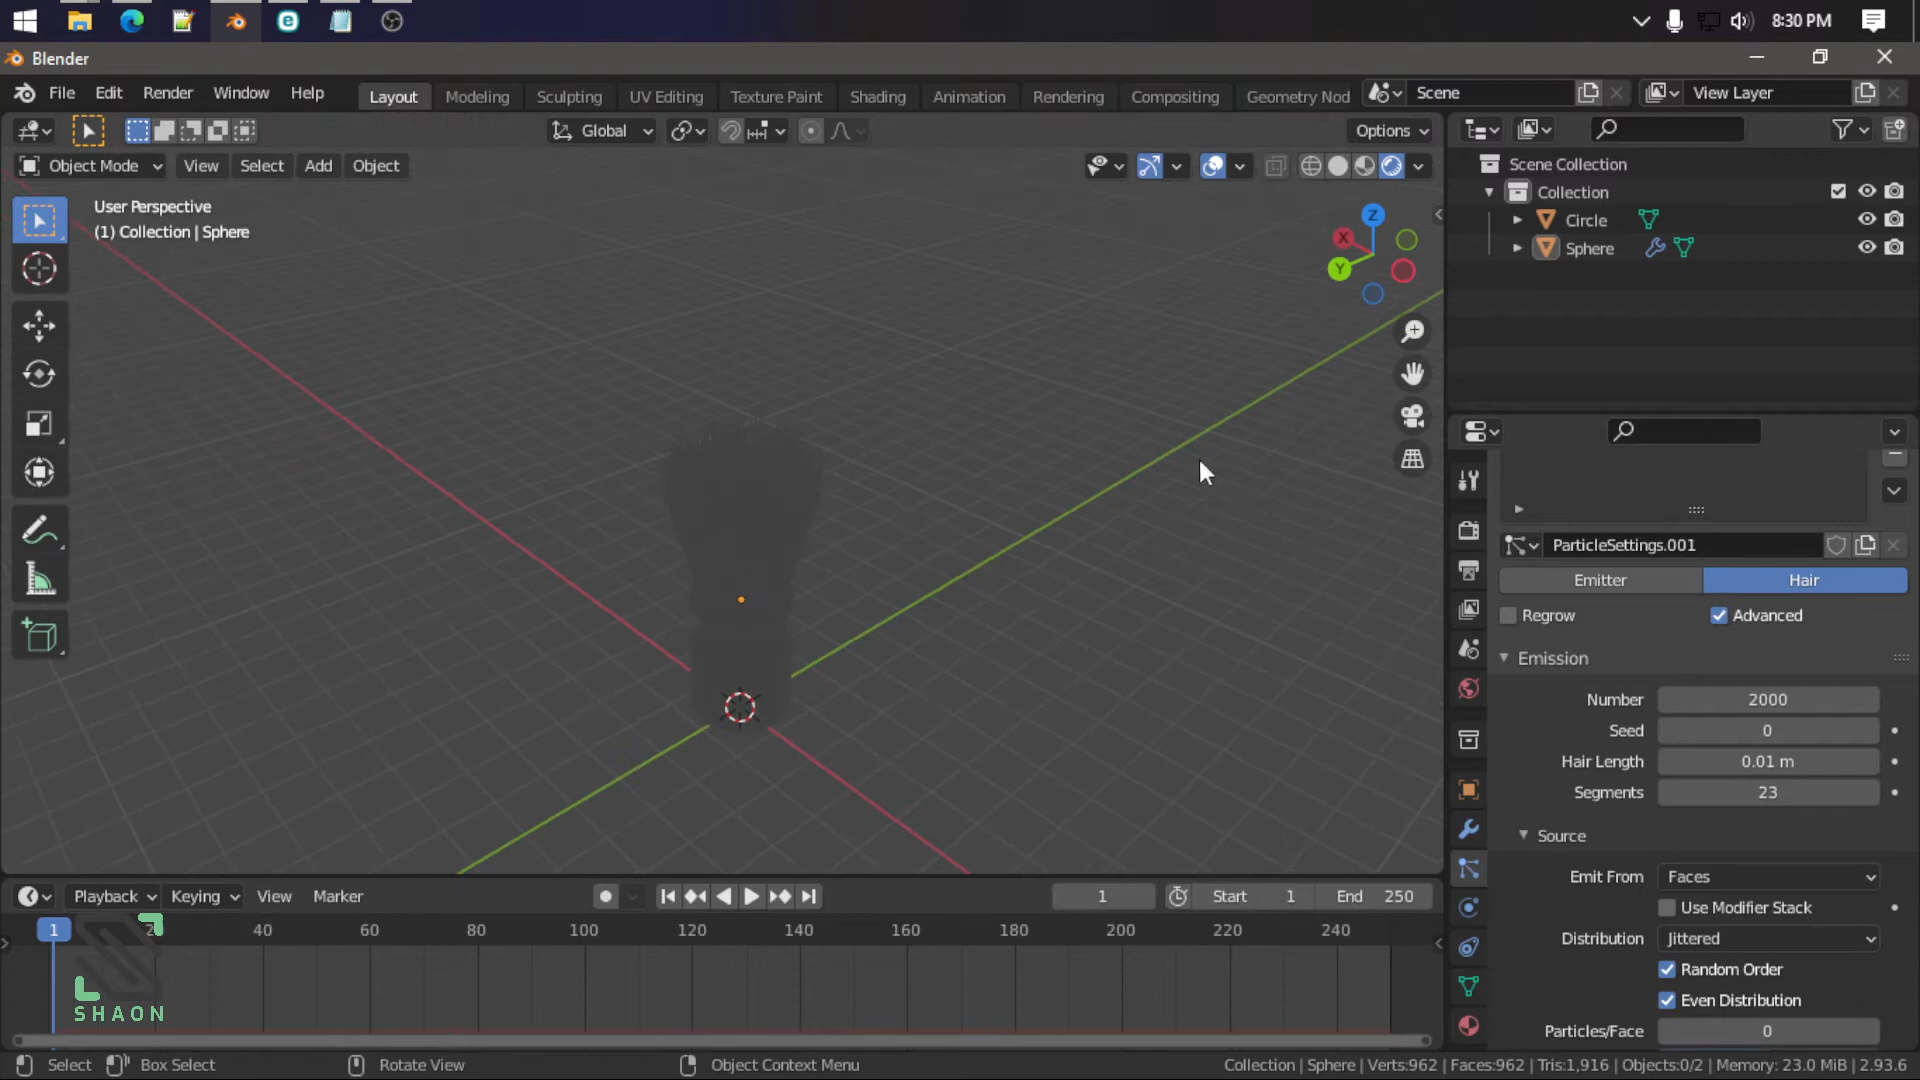 8:30 PM
Blender
File Edit Render Window Help Layout Modeling Sculpting UV Editing Texture Paint Shading Animation Rendering Compositing Geometry Nod Scene View Layer
Global Options
Object Mode View Select Add Object
User Perspective
(1) Collection | Sphere
Z
X
Y
Scene Collection
Collection
Circle
Sphere
ParticleSettings.001
Emitter Hair
Regrow Advanced
Emission
Number 2000
Seed 0
Hair Length 0.01 m
Segments 23
Source
Emit From Faces
Use Modifier Stack
Distribution Jittered
Random Order
Even Distribution
Particles/Face 0
Playback Keying View Marker 1 Start 1 End 250
1 2 40 60 80 100 120 140 160 180 200 220 240
SHAON
Select Box Select Rotate View Object Context Menu Collection | Sphere | Verts:962 | Faces:962 | Tris:1,916 | Objects:0/2 | Memory: 23.0 MiB | 2.93.6